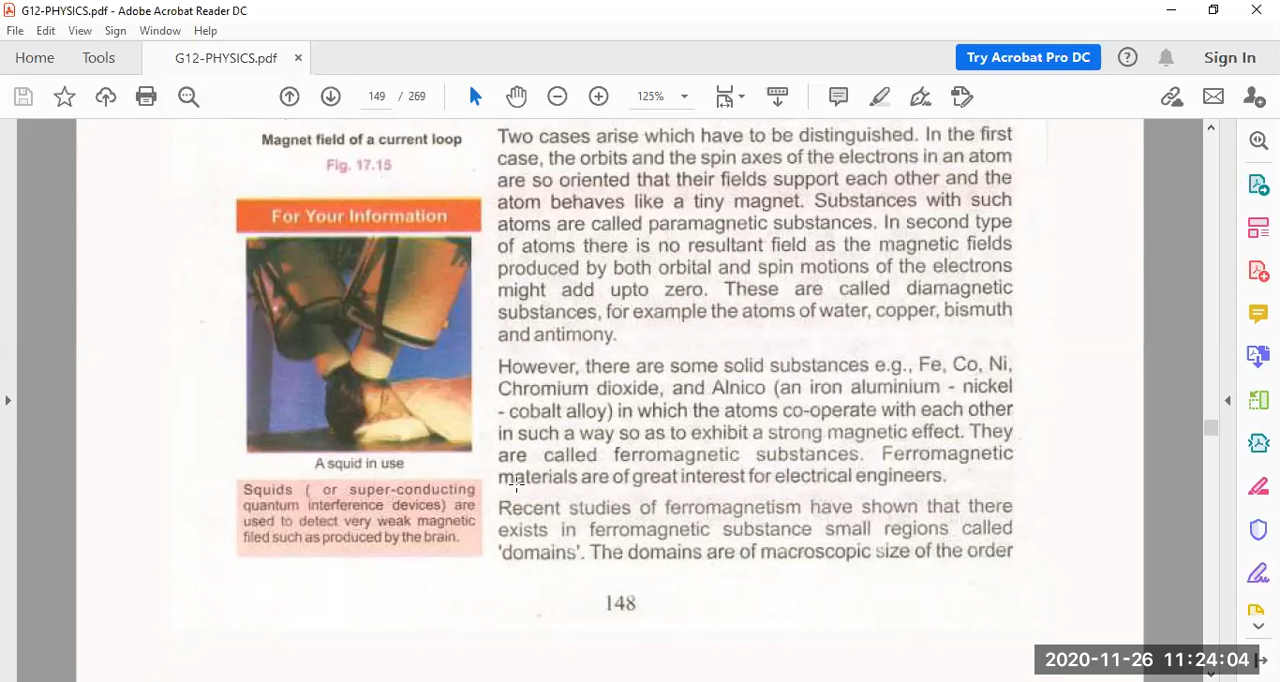 G12-PHYSICS.pdf - Adobe Acrobat Reader DC
File Edit View Sign Window Help
Home Tools G12-PHYSICS.pdf × Try Acrobat Pro DC Sign In
149 / 269 125%
Magnet field of a current loop
Fig. 17.15
For Your Information
A squid in use
Squids ( or super-conducting
quantum interference devices) are
used to detect very weak magnetic
filed such as produced by the brain.
Two cases arise which have to be distinguished. In the first
case, the orbits and the spin axes of the electrons in an atom
are so oriented that their fields support each other and the
atom behaves like a tiny magnet. Substances with such
atoms are called paramagnetic substances. In second type
of atoms there is no resultant field as the magnetic fields
produced by both orbital and spin motions of the electrons
might add upto zero. These are called diamagnetic
substances, for example the atoms of water, copper, bismuth
and antimony.
However, there are some solid substances e.g., Fe, Co, Ni,
Chromium dioxide, and Alnico (an iron aluminium - nickel
- cobalt alloy) in which the atoms co-operate with each other
in such a way so as to exhibit a strong magnetic effect. They
are called ferromagnetic substances. Ferromagnetic
materials are of great interest for electrical engineers.
Recent studies of ferromagnetism have shown that there
exists in ferromagnetic substance small regions called
'domains'. The domains are of macroscopic size of the order
148
2020-11-26 11:24:04